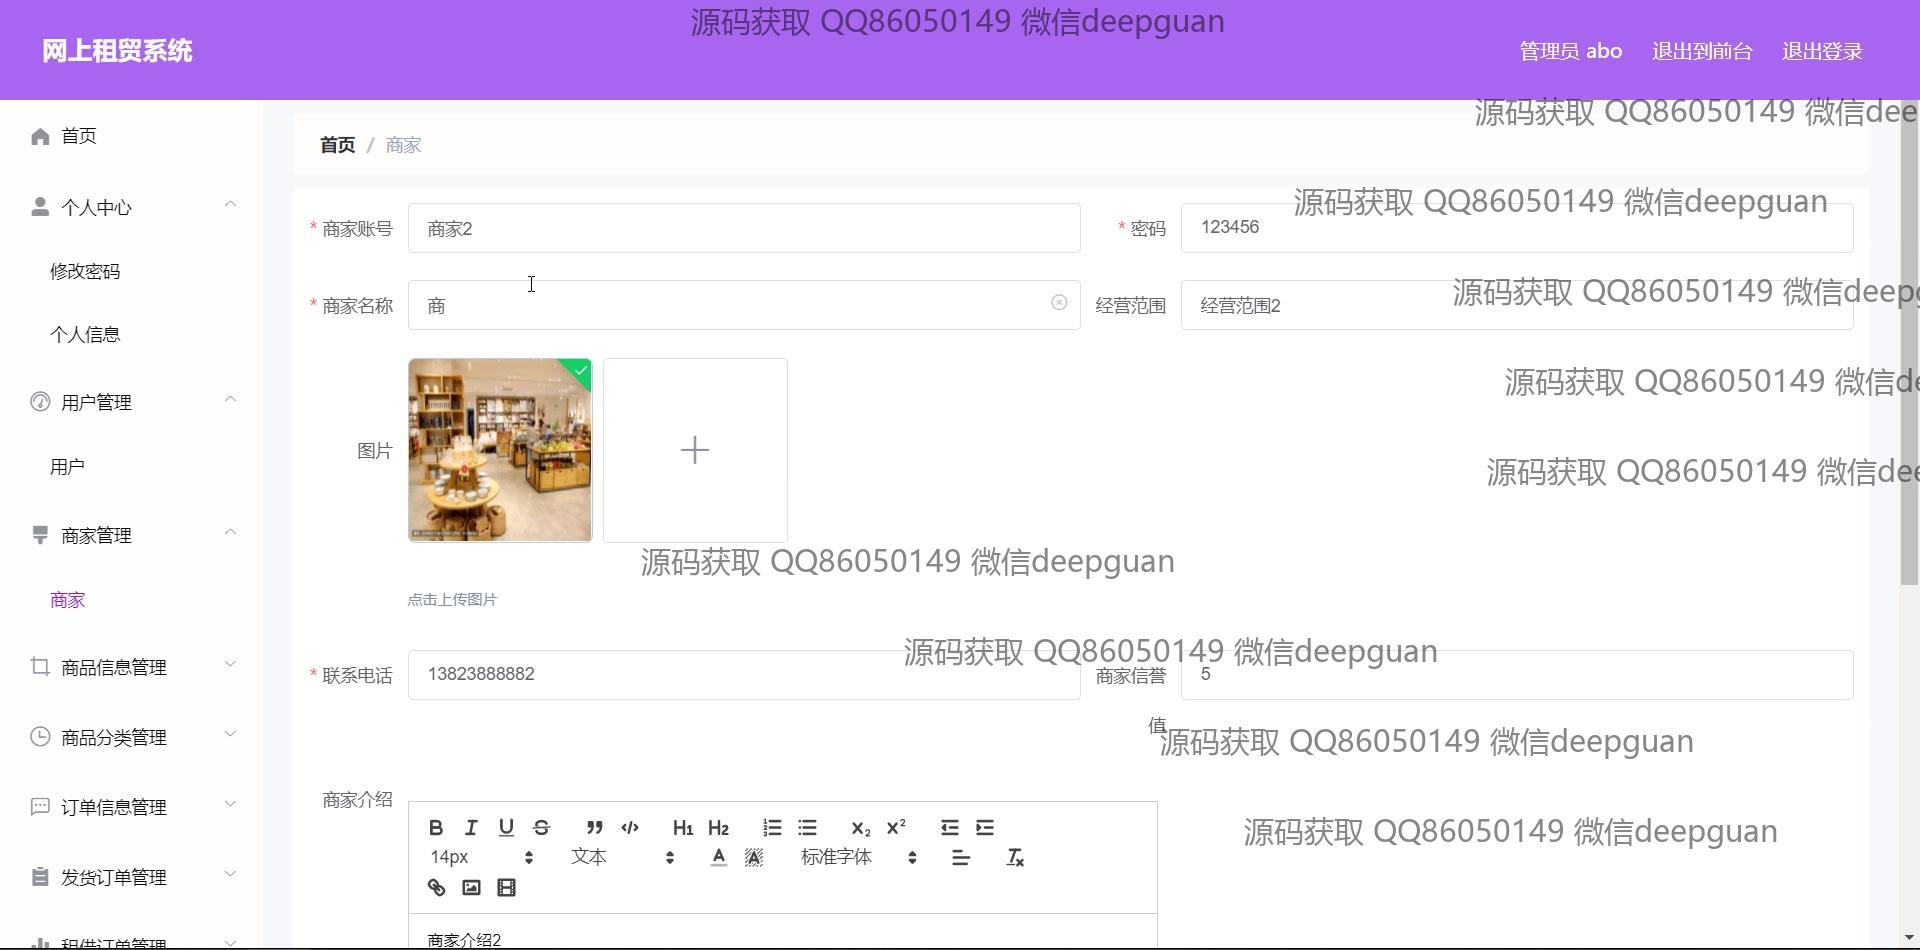 源码获取 QQ86050149 微信deepguan
网上租贸系统
管理员 abo
退出到前台
退出登录
源码获取 QQ86050149 微信dee
首页
首页 / 商家
个人中心
源码获取 QQ86050149 微信deepguan
* 商家账号
商家2
* 密码
123456
修改密码
源码获取 QQ86050149 微信deepg
* 商家名称
商
经营范围
经营范围2
个人信息
源码获取 QQ86050149 微信de
用户管理
图片
用户
源码获取 QQ86050149 微信dee
商家管理
源码获取 QQ86050149 微信deepguan
商家
点击上传图片
源码获取 QQ86050149 微信deepguan
商品信息管理
* 联系电话
13823888882
商家信誉
值
5
源码获取 QQ86050149 微信deepguan
商品分类管理
商家介绍
订单信息管理
B I U S H1 H2 X2 X2
源码获取 QQ86050149 微信deepguan
14px
文本
A
A
标准字体
Tx
发货订单管理
商家介绍2
租借订单管理